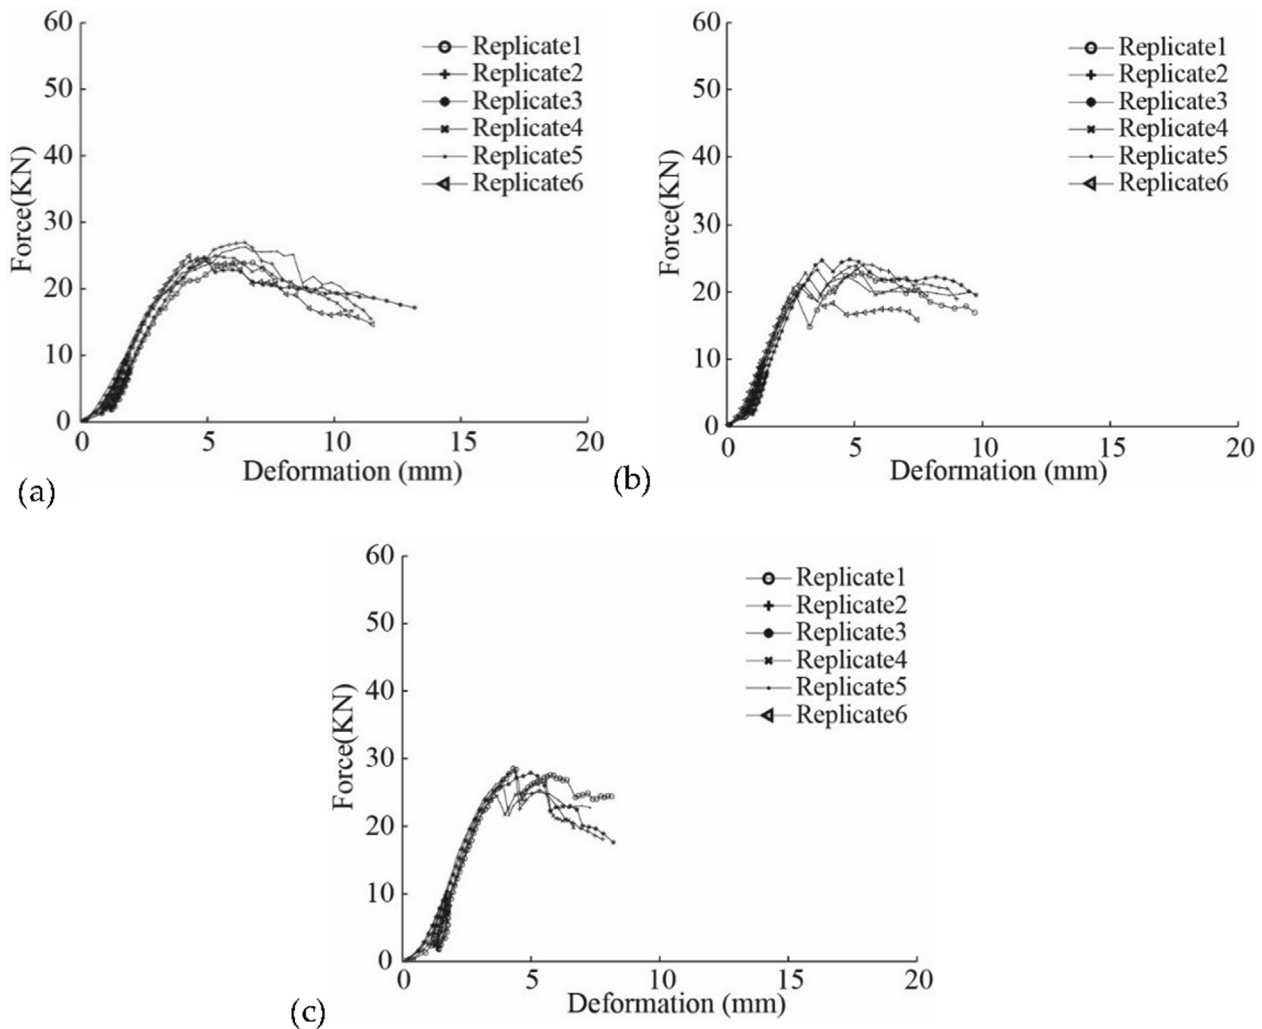 60
50
40
30
20
10
0
Force(KN)
Replicate1
Replicate2
Replicate3
Replicate4
Replicate5
Replicate6
0 5 10 15 20
Deformation (mm)
(a)
60
50
40
30
20
10
0
Force(KN)
Replicate1
Replicate2
Replicate3
Replicate4
Replicate5
Replicate6
0 5 10 15 20
Deformation (mm)
(b)
60
50
40
30
20
10
0
Force(KN)
Replicate1
Replicate2
Replicate3
Replicate4
Replicate5
Replicate6
0 5 10 15 20
Deformation (mm)
(c)